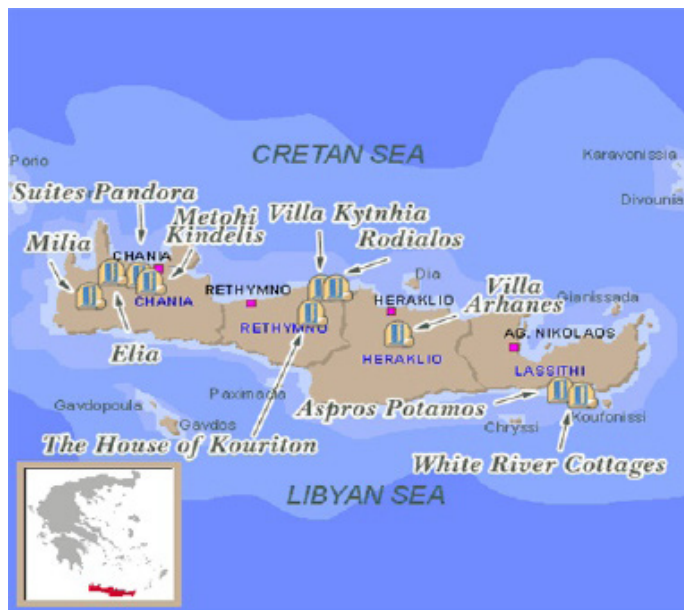 CRETAN SEA
Karavonissia
Pono
Suites Pandora
Divounia
Metohi
Kindelis
Villa Kytnhia
Rodialos
Milia
CHANIA
Dia
Villa
Arhanes
Gianissada
RETHYMNO
HERAKLIO
CHANIA
RETHYMNO
AG. NIKOLAOS
HERAKLIO
Elia
LASSITHI
Paximada
Gavdopoula
Aspros Potamos
Koufonissi
Gavdos
Chryssi
The House of Kouriton
White River Cottages
LIBYAN SEA